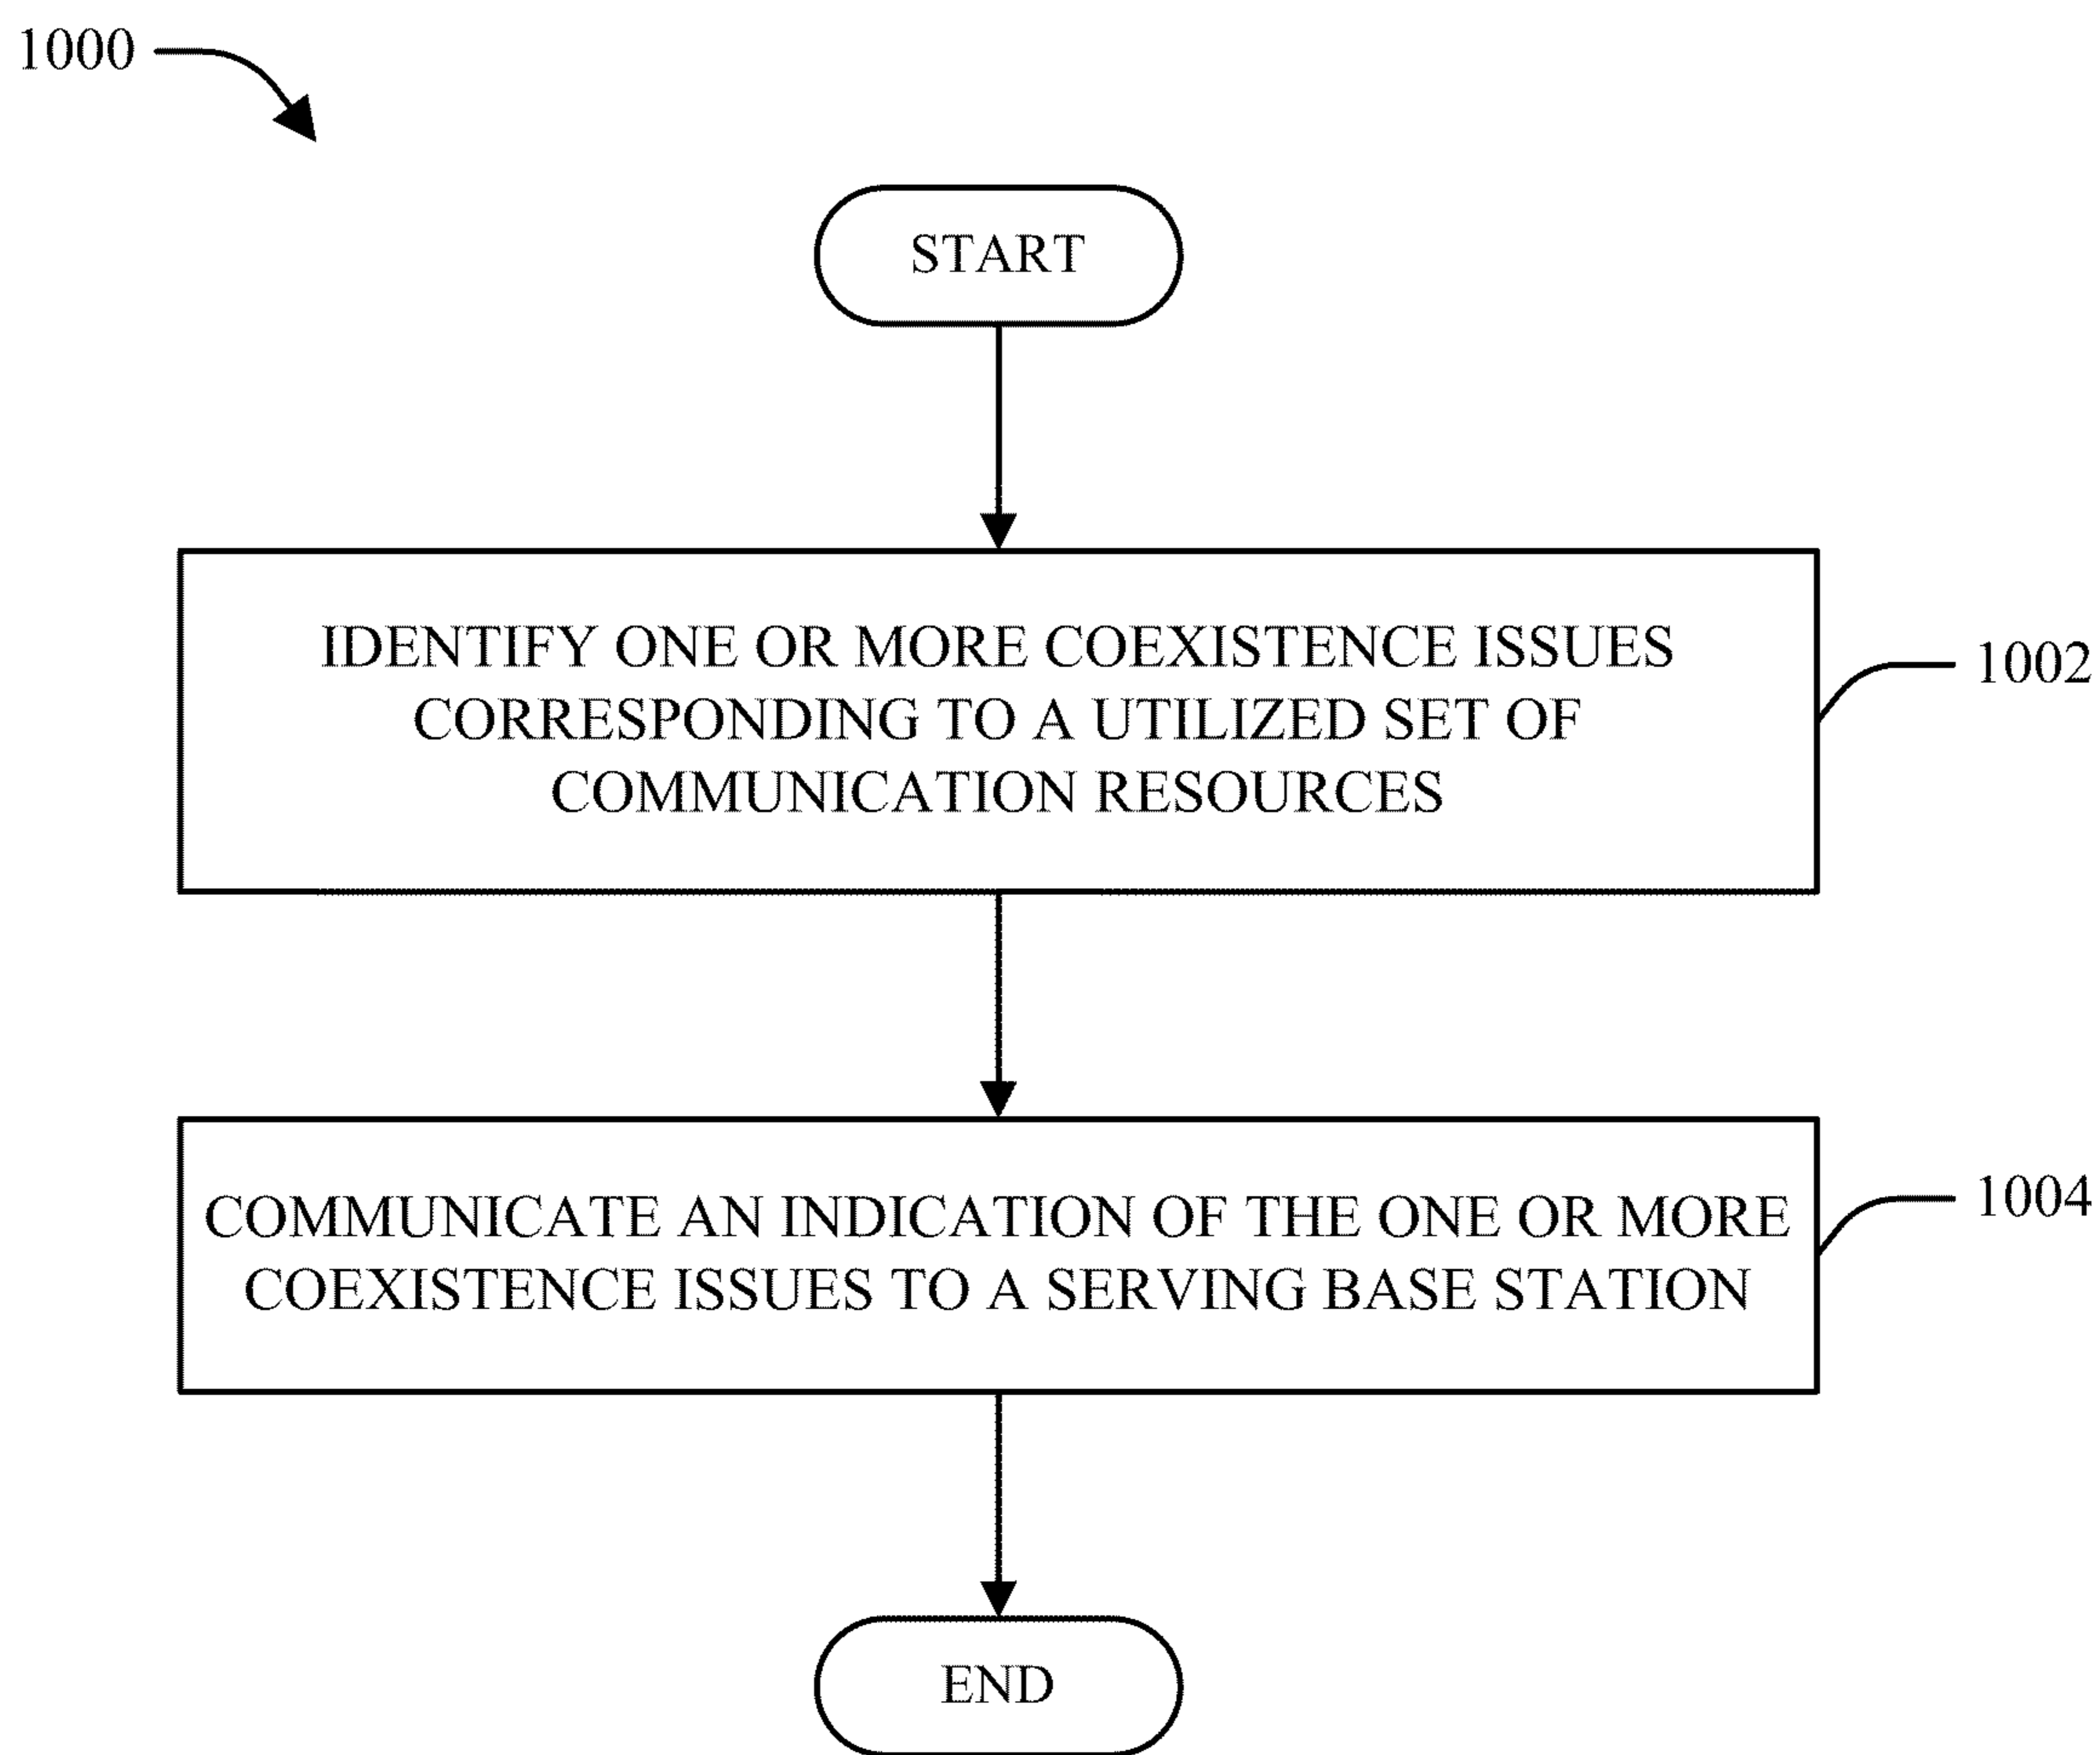 1000
START
IDENTIFY ONE OR MORE COEXISTENCE ISSUES
CORRESPONDING TO A UTILIZED SET OF
COMMUNICATION RESOURCES
1002
COMMUNICATE AN INDICATION OF THE ONE OR MORE
COEXISTENCE ISSUES TO A SERVING BASE STATION
1004
END